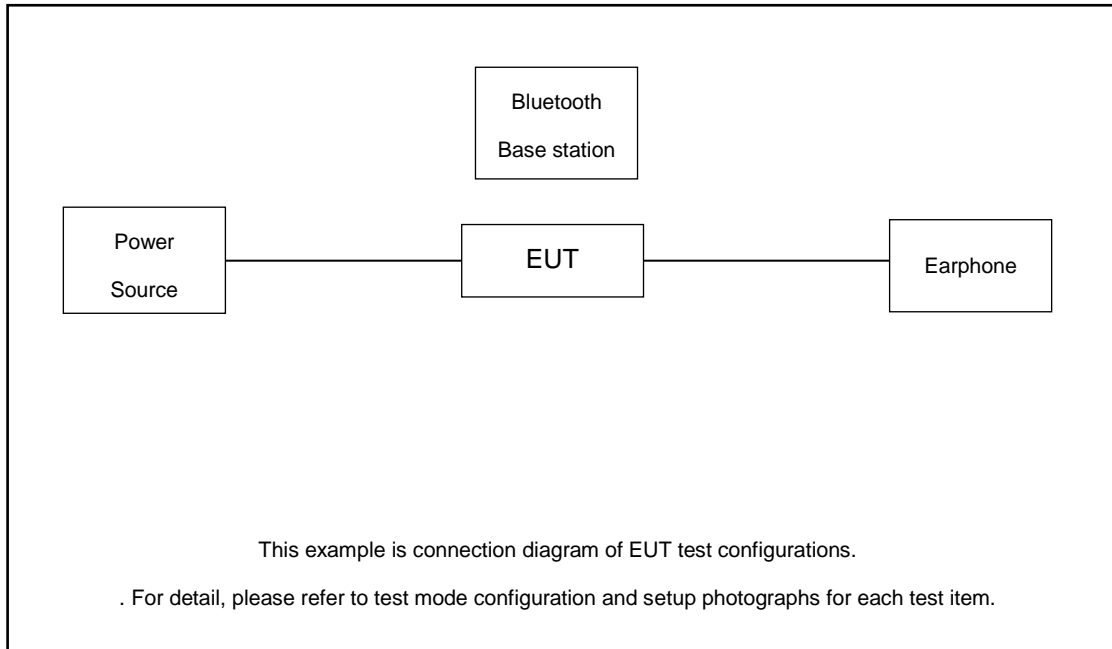 Bluetooth
Base station
Power
Source
EUT
Earphone
This example is connection diagram of EUT test configurations.
. For detail, please refer to test mode configuration and setup photographs for each test item.